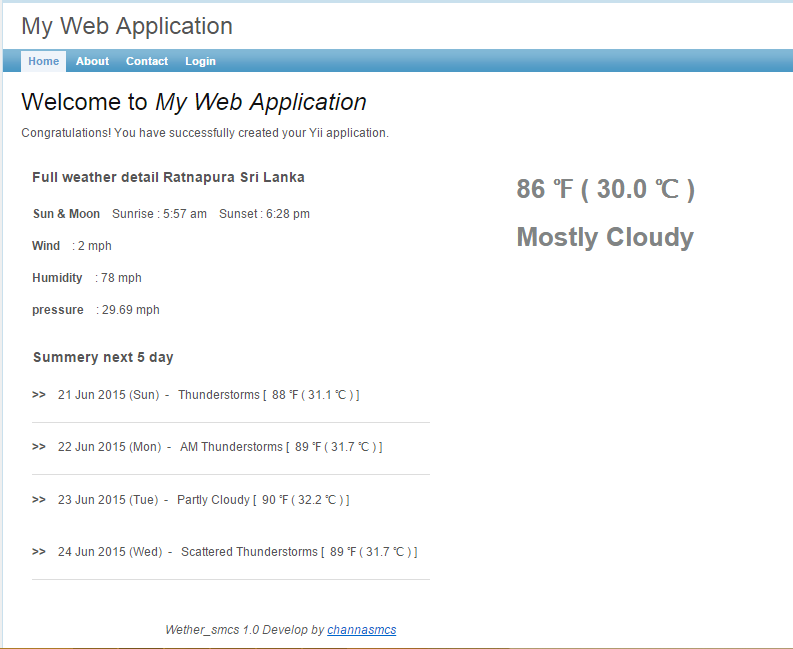 My Web Application
Home About Contact Login
Welcome to My Web Application
Congratulations! You have successfully created your Yii application.
Full weather detail Ratnapura Sri Lanka
Sun & Moon Sunrise : 5:57 am Sunset : 6:28 pm
Wind : 2 mph
Humidity : 78 mph
pressure : 29.69 mph
86 ℉ ( 30.0 ℃ )
Mostly Cloudy
Summery next 5 day
>> 21 Jun 2015 (Sun) - Thunderstorms [ 88 ℉ ( 31.1 ℃ ) ]
>> 22 Jun 2015 (Mon) - AM Thunderstorms [ 89 ℉ ( 31.7 ℃ ) ]
>> 23 Jun 2015 (Tue) - Partly Cloudy [ 90 ℉ ( 32.2 ℃ ) ]
>> 24 Jun 2015 (Wed) - Scattered Thunderstorms [ 89 ℉ ( 31.7 ℃ ) ]
Wether_smcs 1.0 Develop by channasmcs